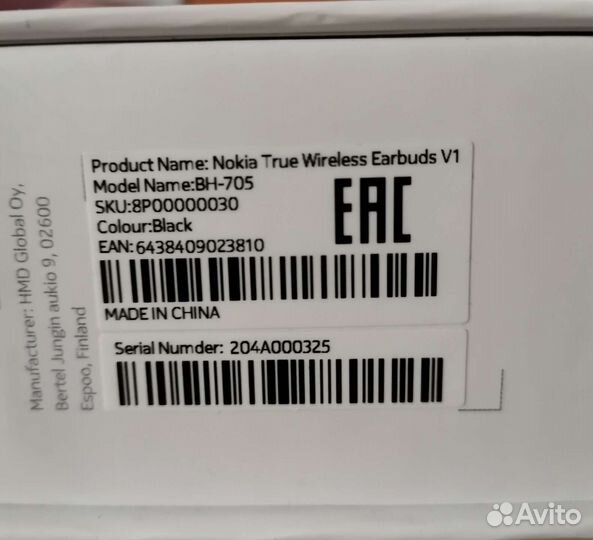 Product Name: Nokia True Wireless Earbuds V1
Model Name:BH-705
SKU:8P00000030
Colour:Black
EAN:6438409023810
EAC
MADE IN CHINA
Serial Numder: 204A000325
Manufacturer: HMD Global Oy,
Bertel Jungin aukio 9, 02600
Espoo, Finland
Avito